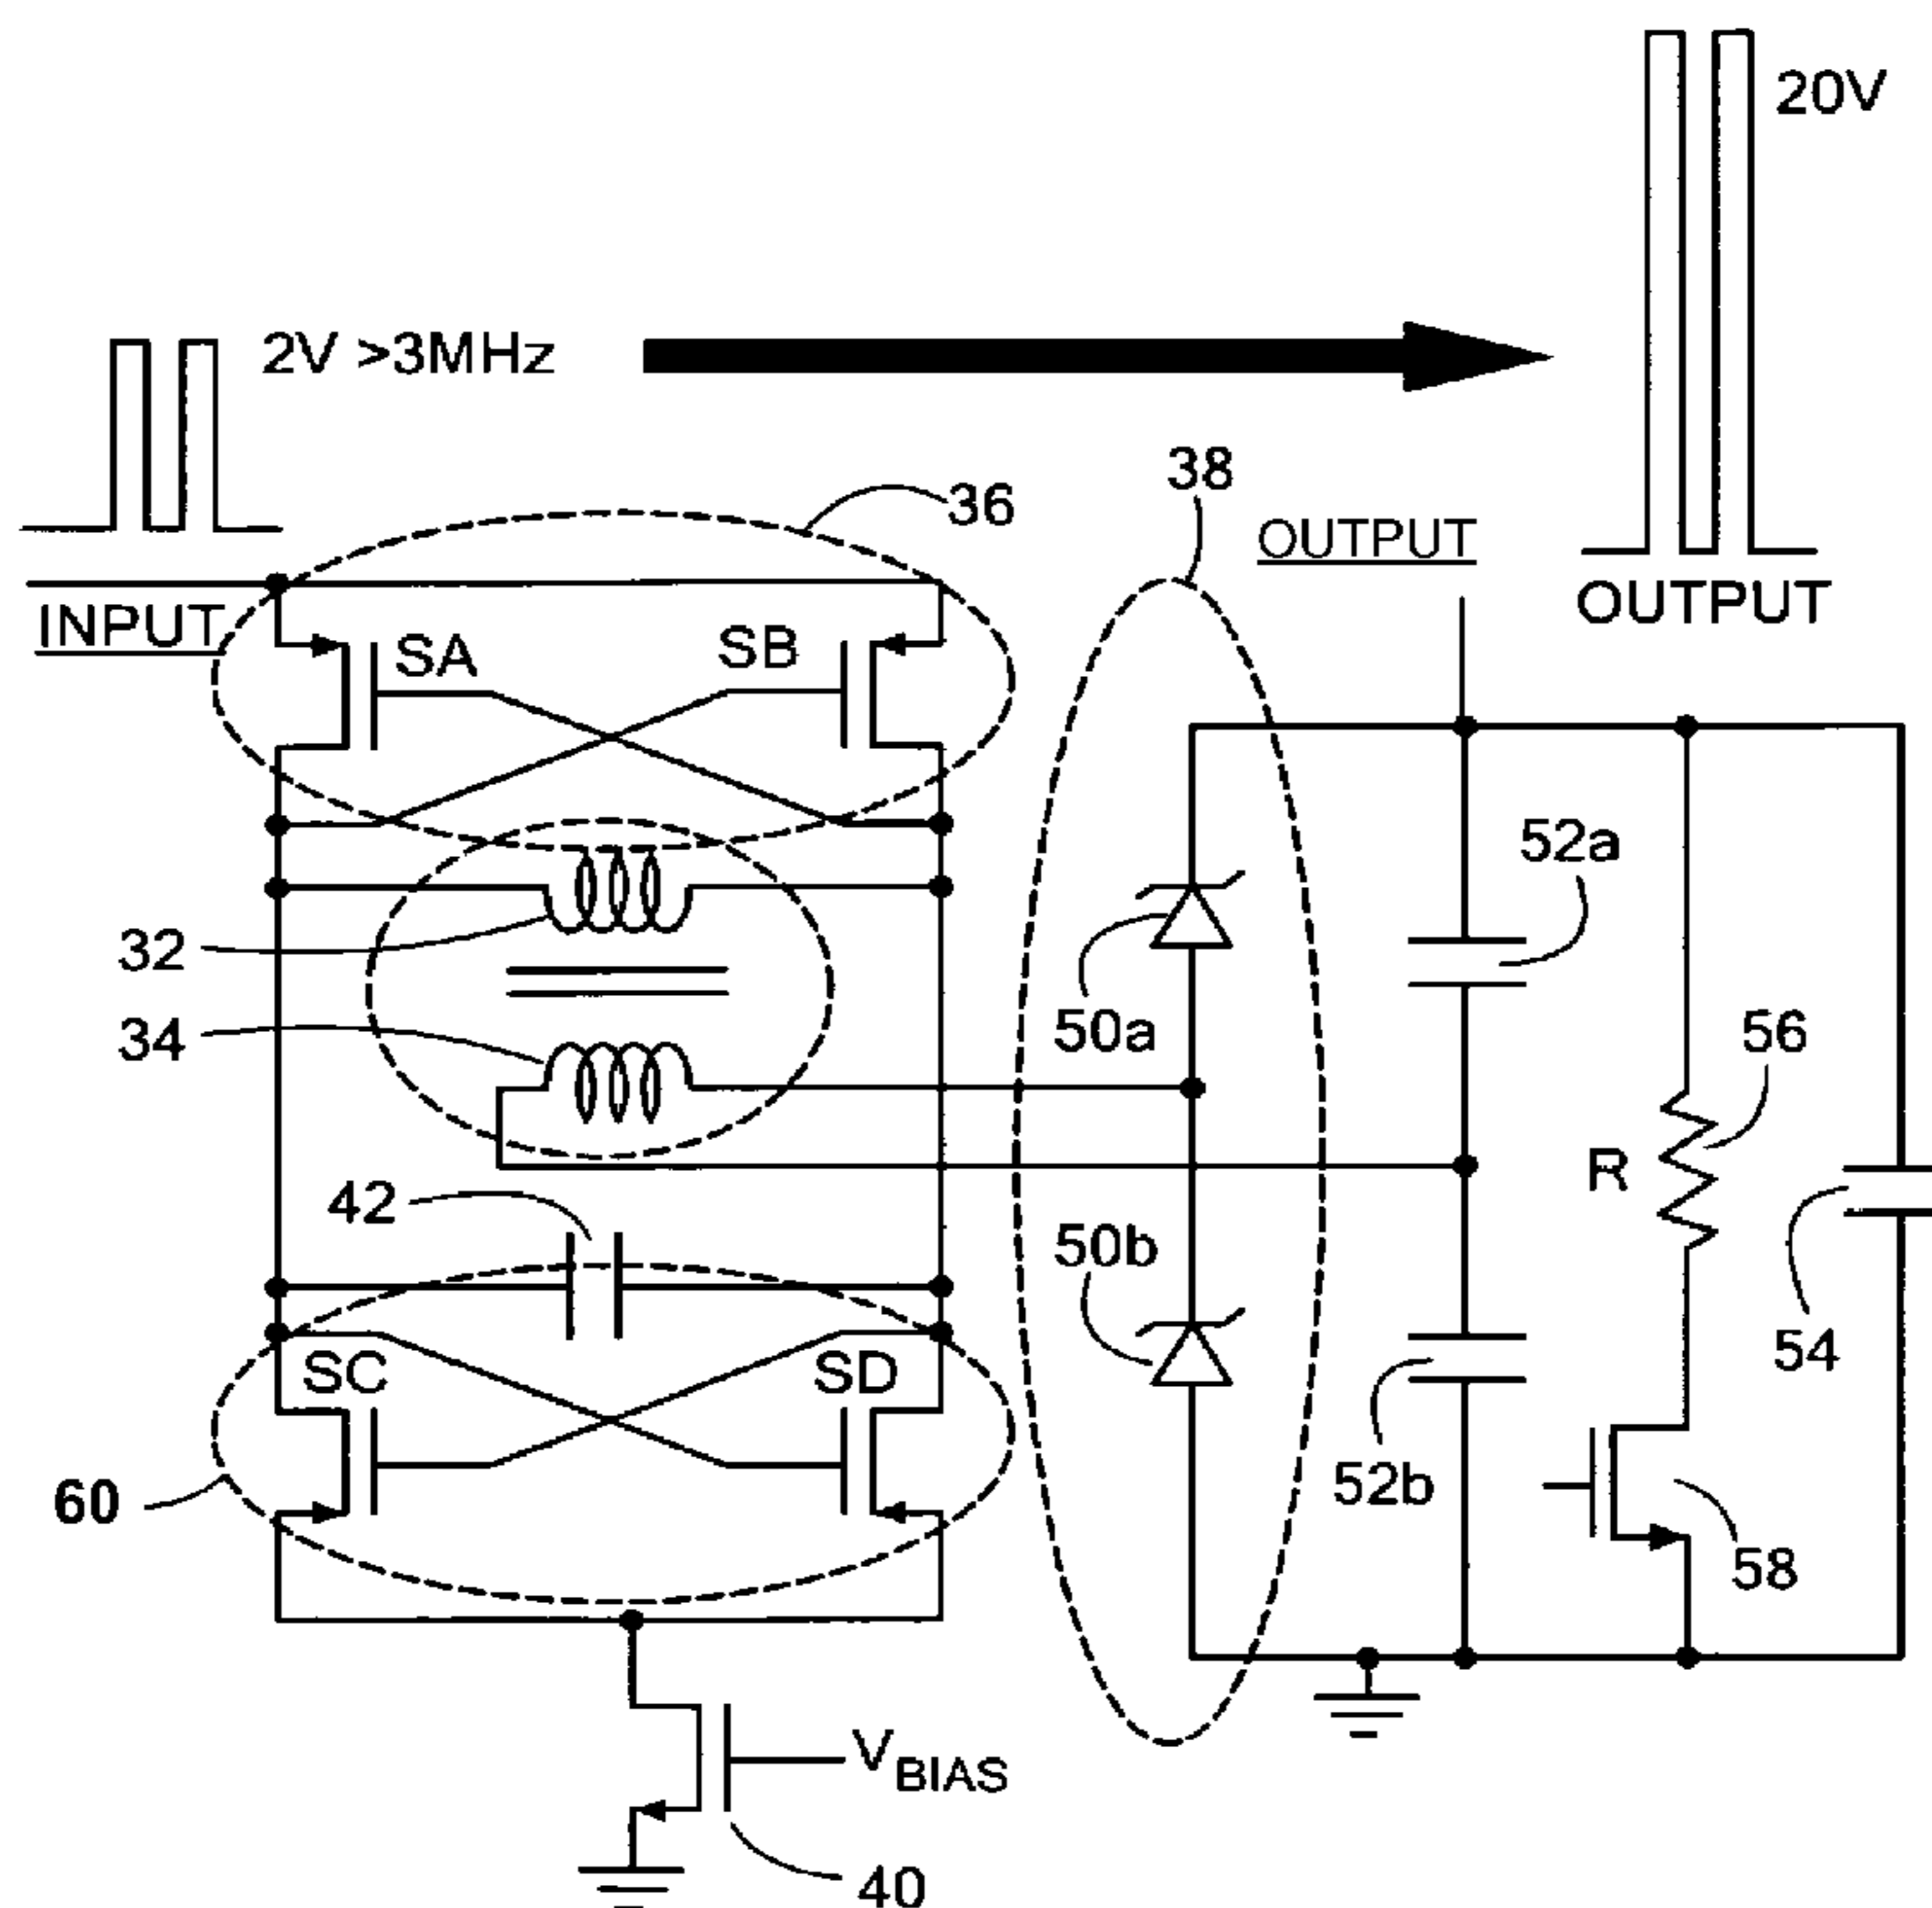 20V
2V >3MHz
36
38
OUTPUT
OUTPUT
INPUT
SA
SB
52a
32
34
50a
56
R
42
50b
54
SC
SD
60
52b
58
VBIAS
40